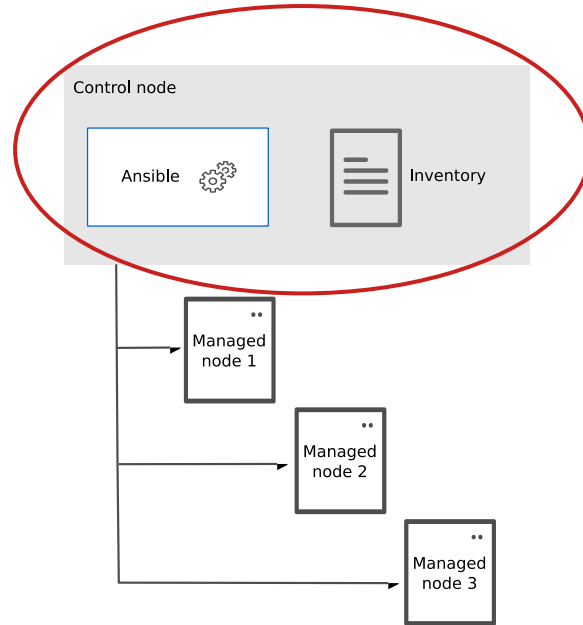 Control node
Ansible
Inventory
Managed
node 1
Managed
node 2
Managed
node 3